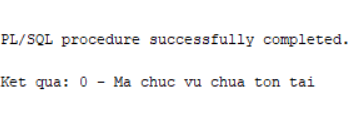 PL/SQL procedure successfully completed.
Ket qua: 0 - Ma chuc vu chua ton tai